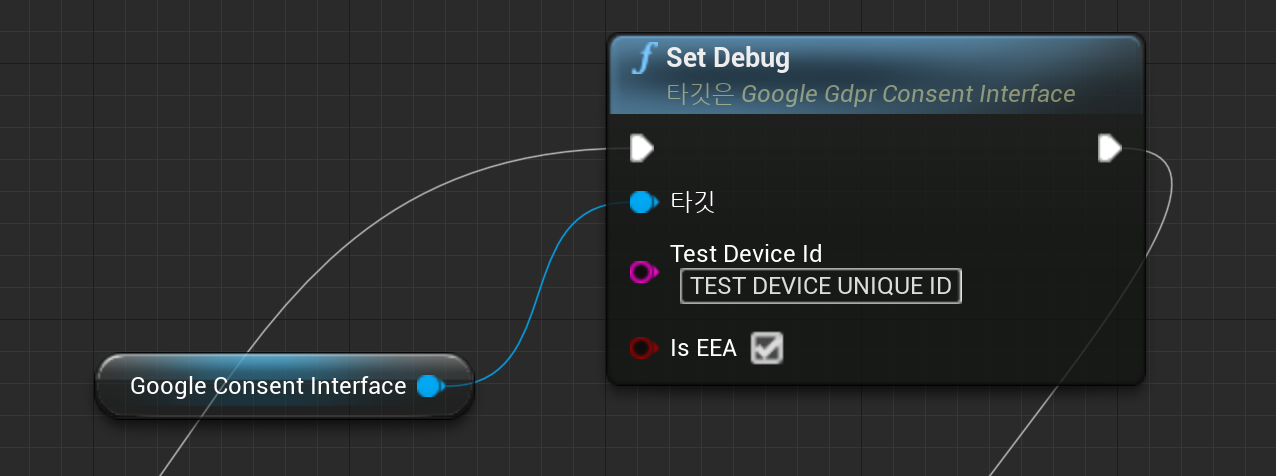 Set Debug
타깃은 Google Gdpr Consent Interface
타깃
Test Device Id
TEST DEVICE UNIQUE ID
Is EEA
Google Consent Interface